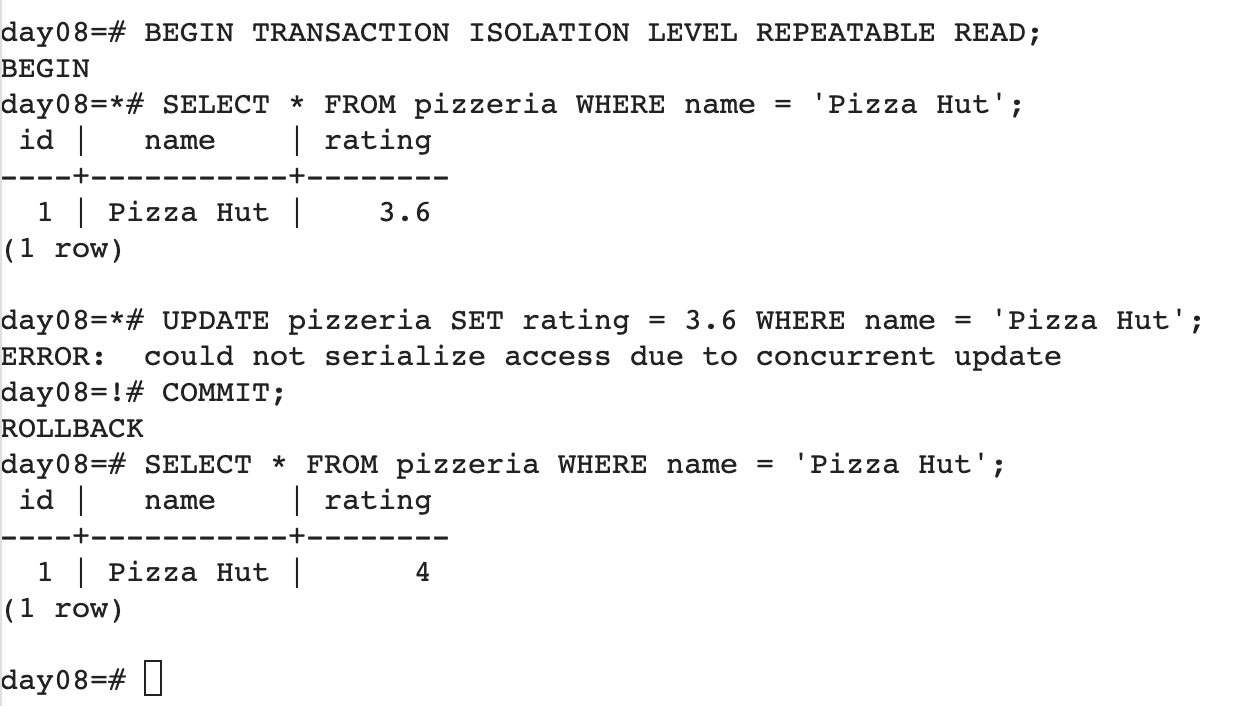 day08=# BEGIN TRANSACTION ISOLATION LEVEL REPEATABLE READ;
BEGIN
day08=*# SELECT * FROM pizzeria WHERE name = 'Pizza Hut';
 id |   name    | rating
----+-----------+--------
  1 | Pizza Hut |    3.6
(1 row)

day08=*# UPDATE pizzeria SET rating = 3.6 WHERE name = 'Pizza Hut';
ERROR:  could not serialize access due to concurrent update
day08=!# COMMIT;
ROLLBACK
day08=# SELECT * FROM pizzeria WHERE name = 'Pizza Hut';
 id |   name    | rating
----+-----------+--------
  1 | Pizza Hut |      4
(1 row)

day08=#